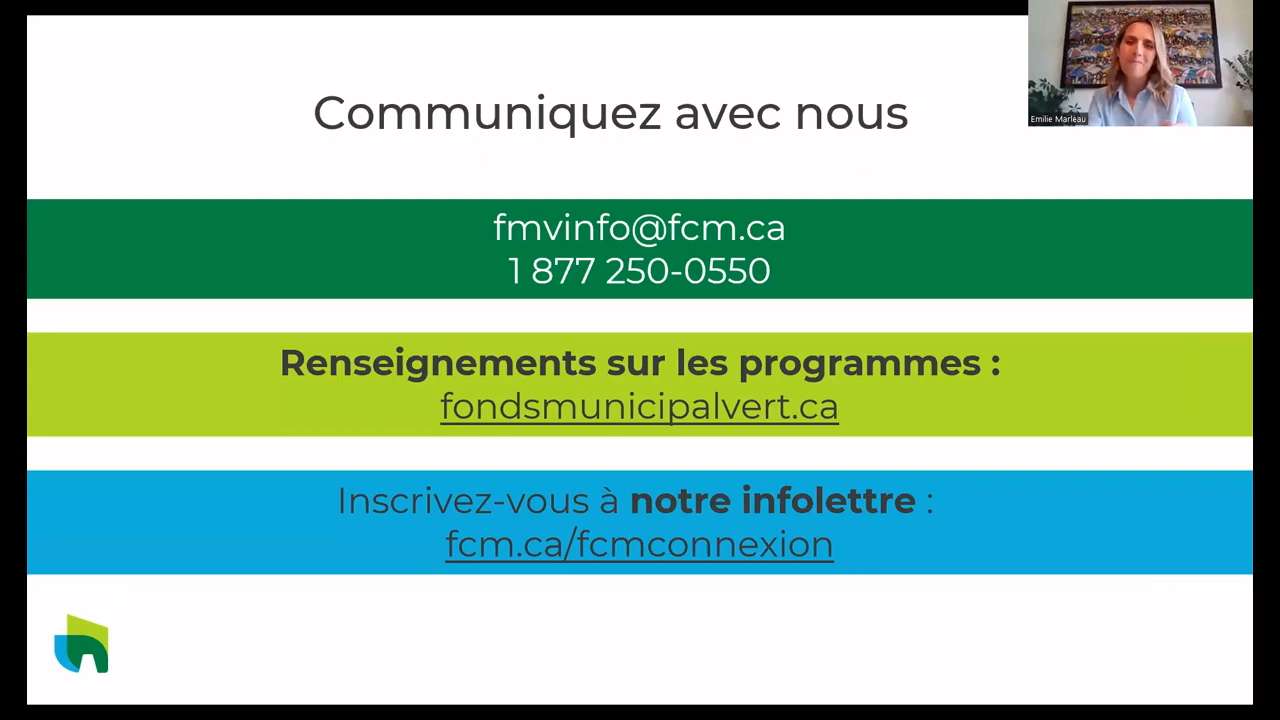 Communiquez avec nous
Emilie Marleau
fmvinfo@fcm.ca
1 877 250-0550
Renseignements sur les programmes :
fondsmunicipalvert.ca
Inscrivez-vous à notre infolettre :
fcm.ca/fcmconnexion